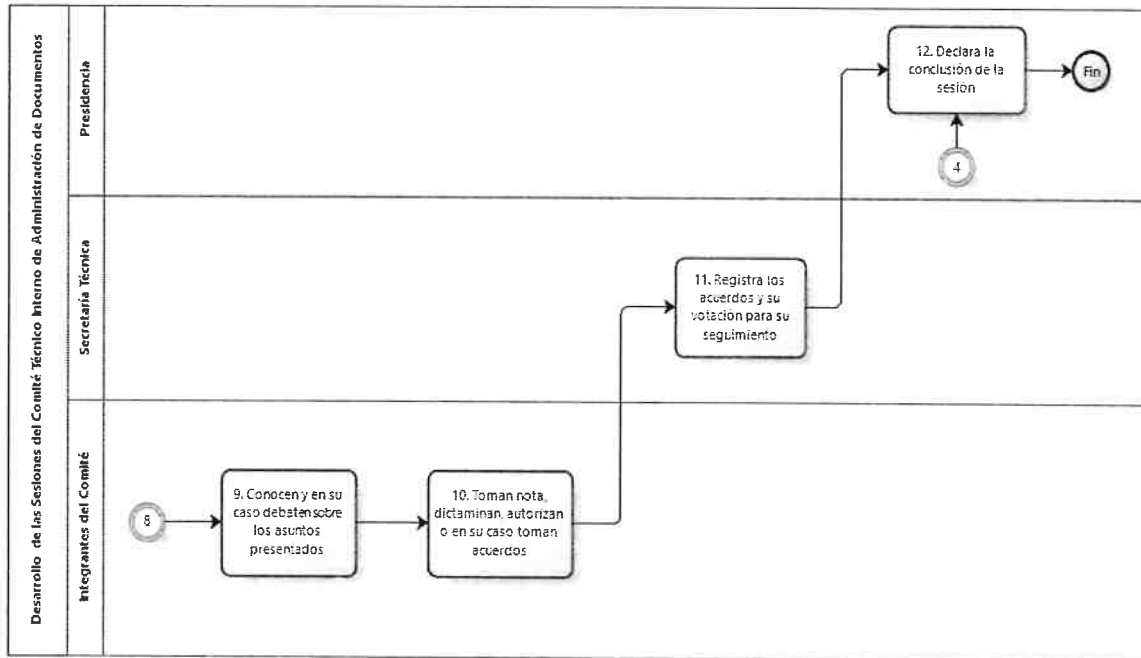 Desarrollo de las Sesiones del Comité Técnico Interno de Administración de Documentos
Presidencia
12. Declara la
conclusión de la
sesión
Fin
4
Secretaría Técnica
11. Registra los
acuerdos y su
votación para su
seguimiento
Integrantes del Comité
8
9. Conocen y en su
caso debaten sobre
los asuntos
presentados
10. Toman nota,
dictaminan, autorizan
o en su caso toman
acuerdos